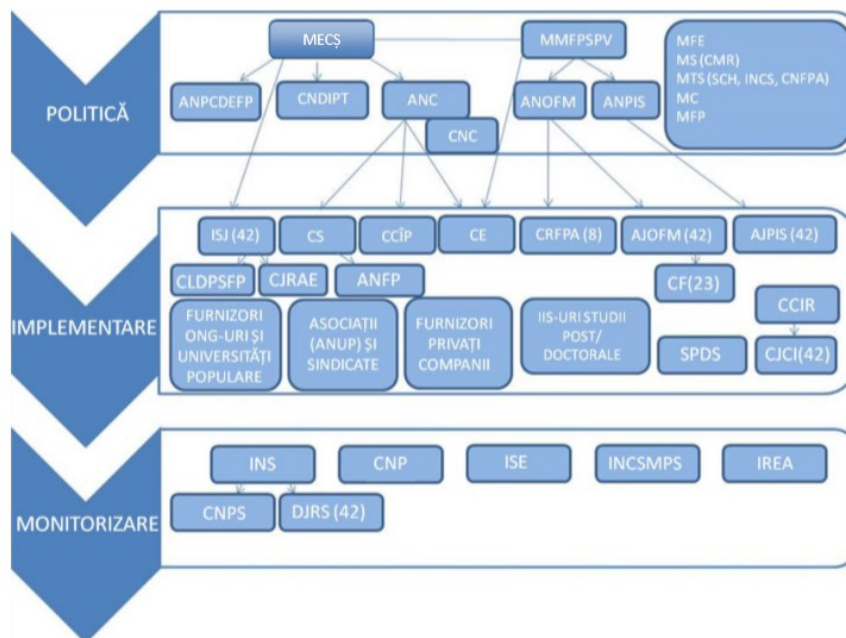 MECȘ
MMFPSPV
MFE
MS (CMR)
MTS (SCH, INCS, CNFPA)
MC
MFP
ANPCDEFP
CNDIPT
ANC
ANOFM
ANPIS
POLITICĂ
CNC
ISJ (42)
CS
CCÎP
CE
CRFPA (8)
AJOFM (42)
AJPIS (42)
CLDPSFP
CJRAE
ANFP
CF(23)
CCIR
IMPLEMENTARE
FURNIZORI
ONG-URI ȘI
UNIVERSITĂȚI
POPULARE
ASOCIAȚII
(ANUP) ȘI
SINDICATE
FURNIZORI
PRIVAȚI
COMPANII
IIS-URI STUDII
POST/
DOCTORALE
SPDS
CJCI(42)
INS
CNP
ISE
INCSMPS
IREA
CNPS
DJRS (42)
MONITORIZARE